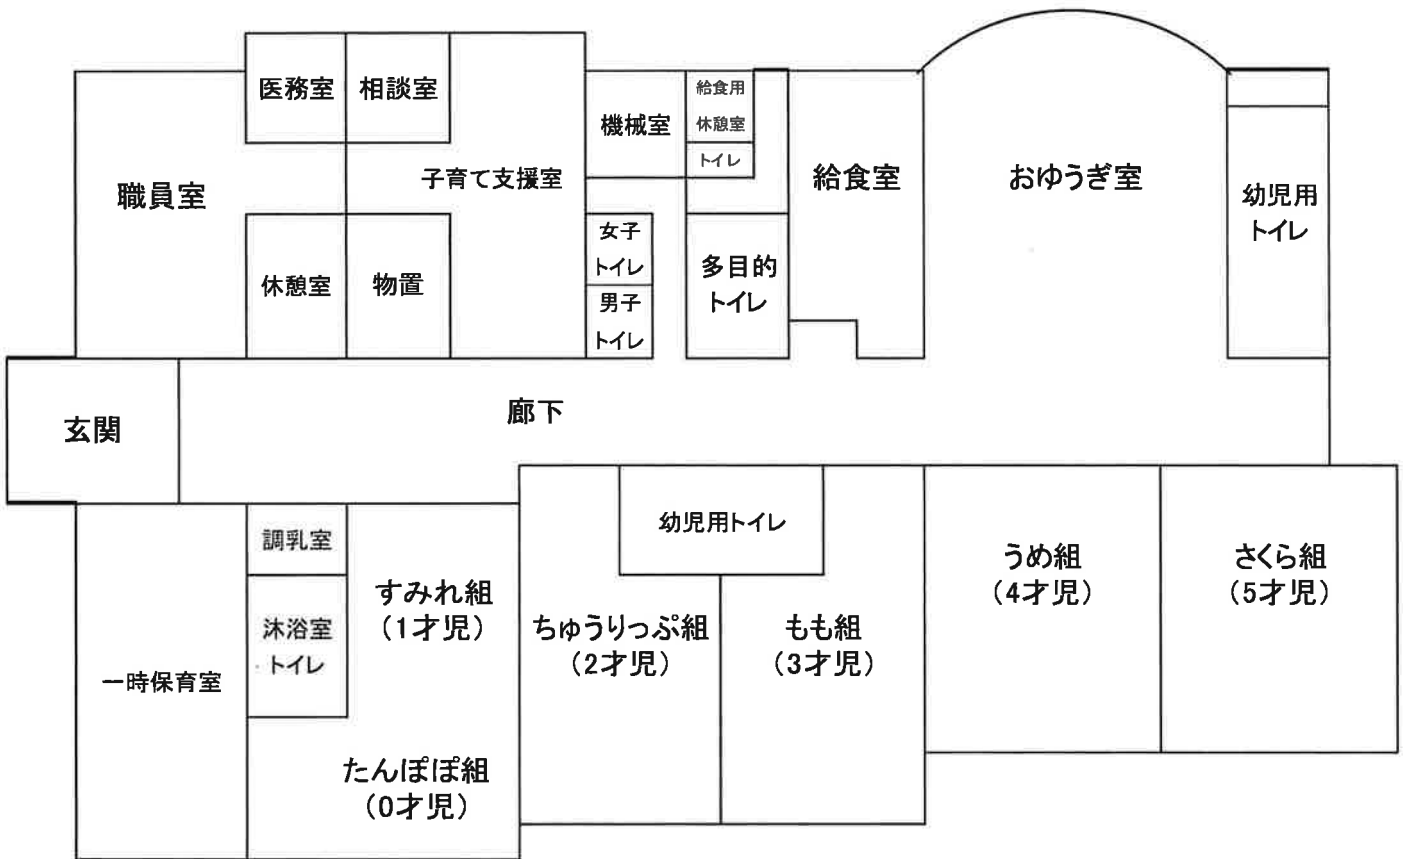 医務室
相談室
機械室
給食用
休憩室
トイレ
職員室
子育て支援室
給食室
おゆうぎ室
幼児用
トイレ
休憩室
物置
女子
トイレ
男子
トイレ
多目的
トイレ
玄関
廊下
調乳室
沐浴室
トイレ
一時保育室
すみれ組
(1才児)
たんぽぽ組
(0才児)
幼児用トイレ
ちゅうりっぷ組
(2才児)
もも組
(3才児)
うめ組
(4才児)
さくら組
(5才児)